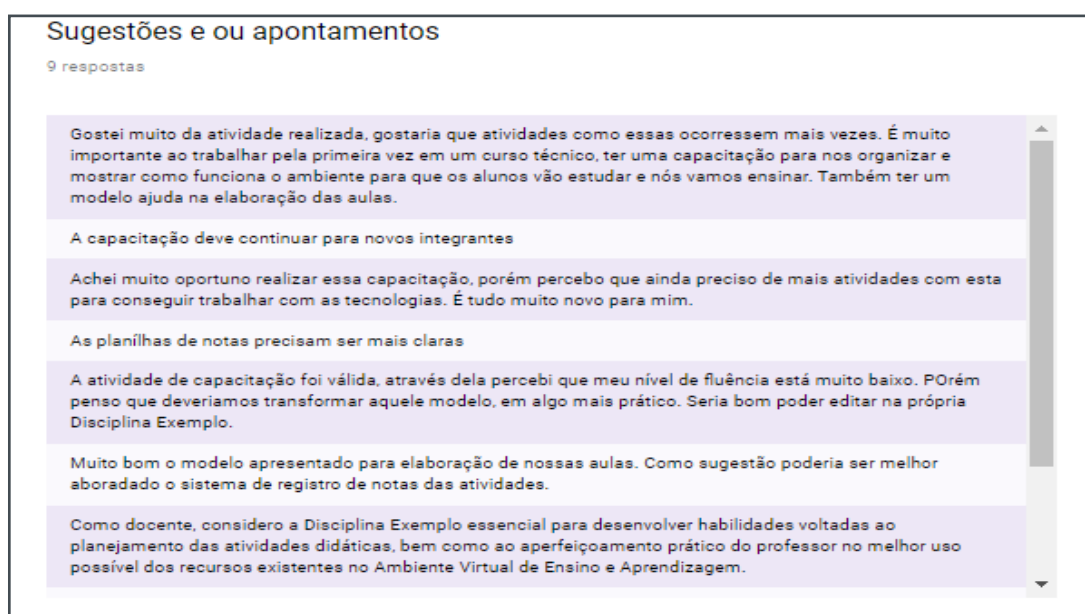 Sugestões e ou apontamentos
9 respostas
Gostei muito da atividade realizada, gostaria que atividades como essas ocorressem mais vezes. É muito
importante ao trabalhar pela primeira vez em um curso técnico, ter uma capacitação para nos organizar e
mostrar como funciona o ambiente para que os alunos vão estudar e nós vamos ensinar. Também ter um
modelo ajuda na elaboração das aulas.
A capacitação deve continuar para novos integrantes
Achei muito oportuno realizar essa capacitação, porém percebo que ainda preciso de mais atividades com esta
para conseguir trabalhar com as tecnologias. É tudo muito novo para mim.
As planílhas de notas precisam ser mais claras
A atividade de capacitação foi válida, através dela percebi que meu nível de fluência está muito baixo. POrém
penso que deveriamos transformar aquele modelo, em algo mais prático. Seria bom poder editar na própria
Disciplina Exemplo.
Muito bom o modelo apresentado para elaboração de nossas aulas. Como sugestão poderia ser melhor
aboradado o sistema de registro de notas das atividades.
Como docente, considero a Disciplina Exemplo essencial para desenvolver habilidades voltadas ao
planejamento das atividades didáticas, bem como ao aperfeiçoamento prático do professor no melhor uso
possível dos recursos existentes no Ambiente Virtual de Ensino e Aprendizagem.